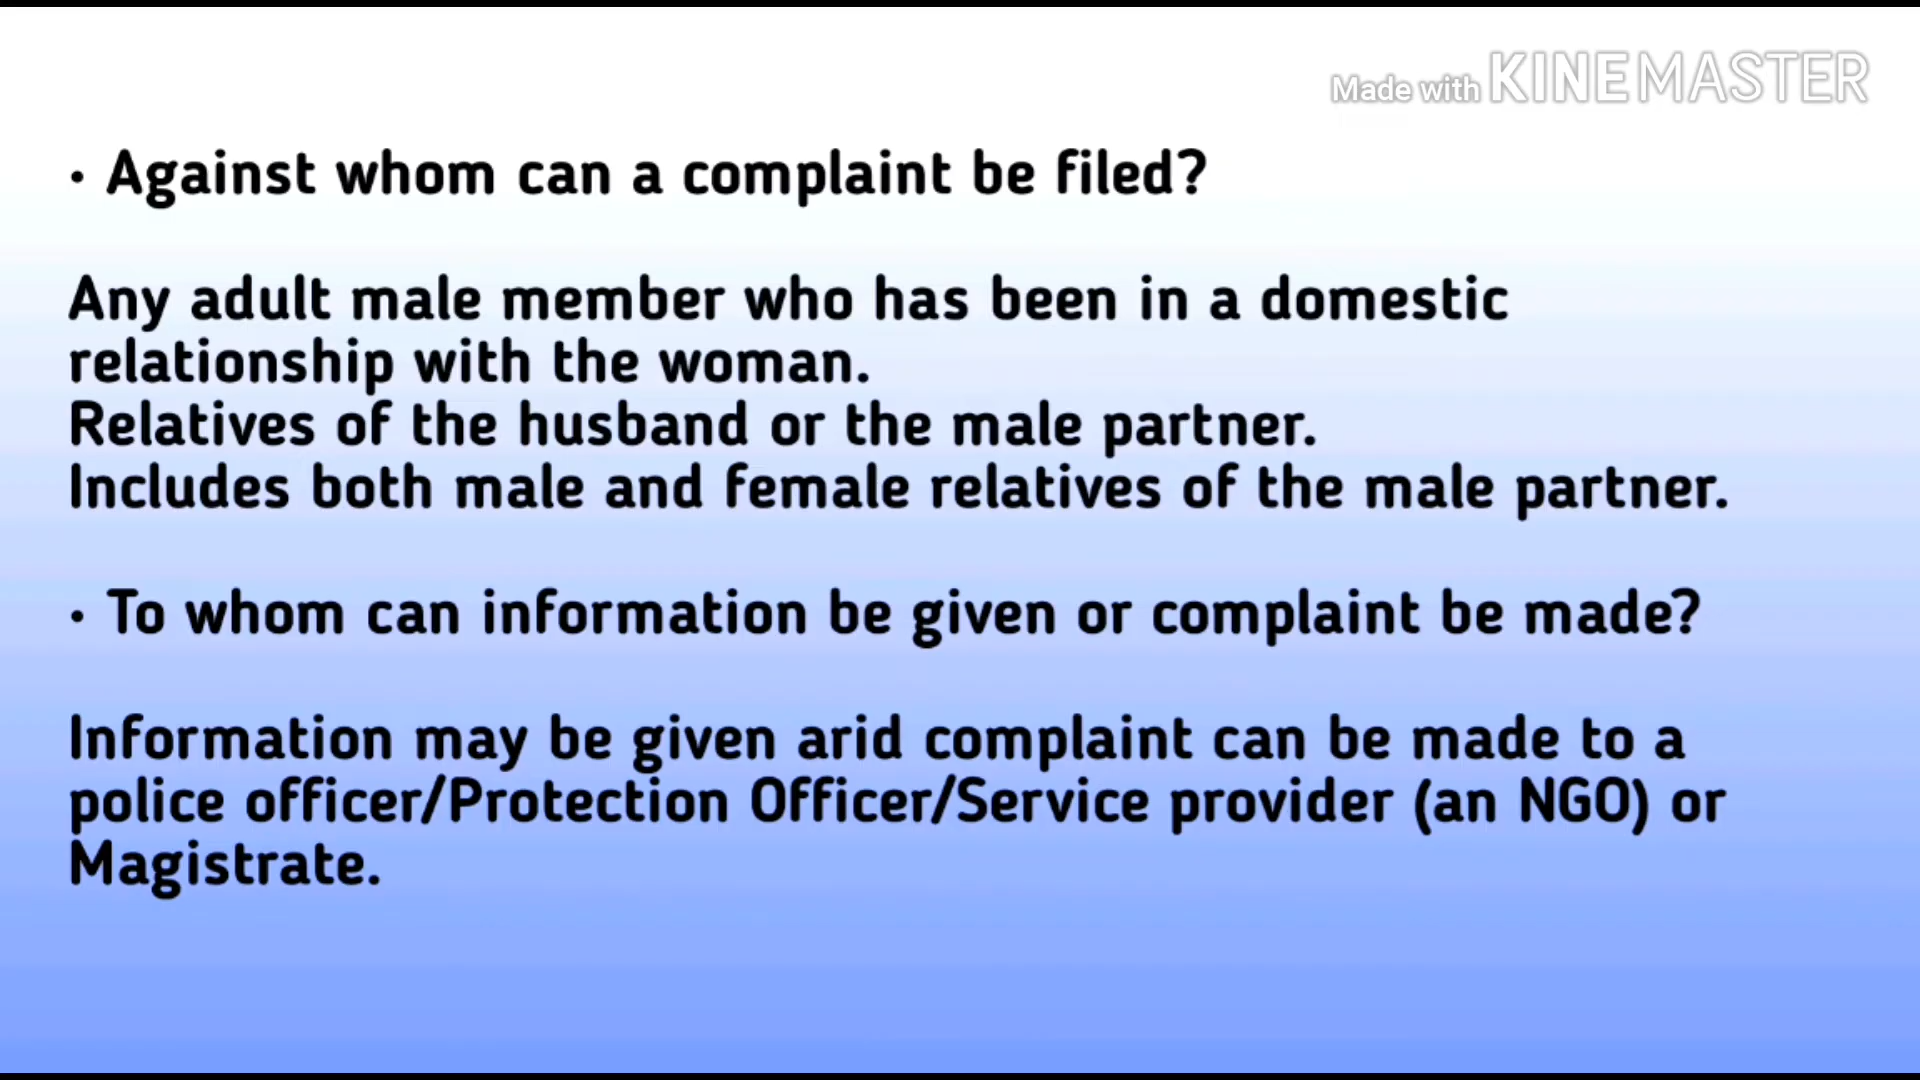 Made with KINEMASTER
• Against whom can a complaint be filed?
Any adult male member who has been in a domestic
relationship with the woman.
Relatives of the husband or the male partner.
Includes both male and female relatives of the male partner.
• To whom can information be given or complaint be made?
Information may be given arid complaint can be made to a
police officer/Protection Officer/Service provider (an NGO) or
Magistrate.